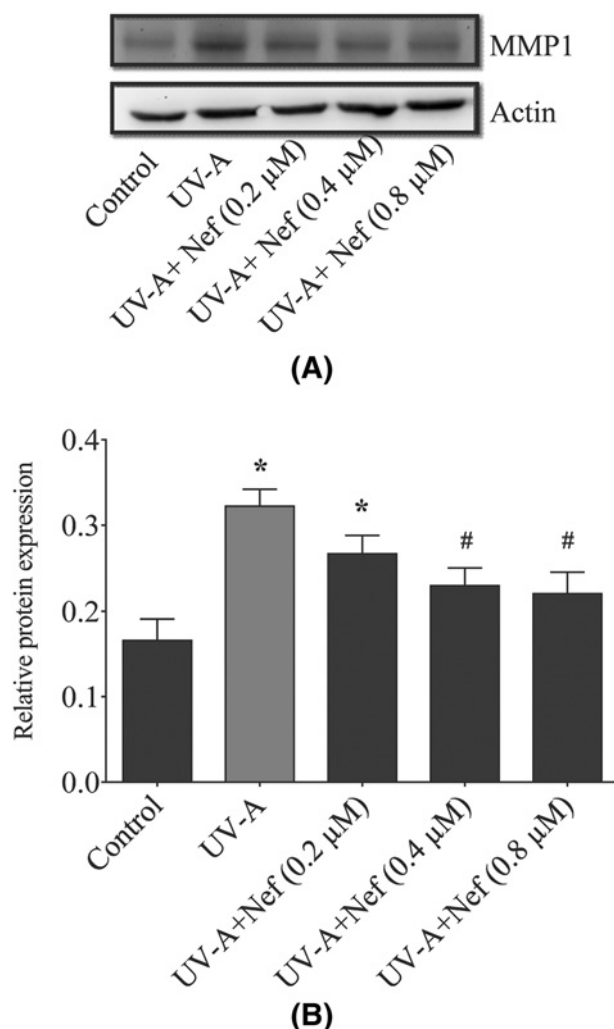 MMP1
Actin
Control
UV-A
UV-A+ Nef (0.2 μM)
UV-A+ Nef (0.4 μM)
UV-A+ Nef (0.8 μM)
(A)
Relative protein expression
0.4
0.3
0.2
0.1
0.0
*
*
#
#
Control
UV-A
UV-A+Nef (0.2 μM)
UV-A+Nef (0.4 μM)
UV-A+Nef (0.8 μM)
(B)